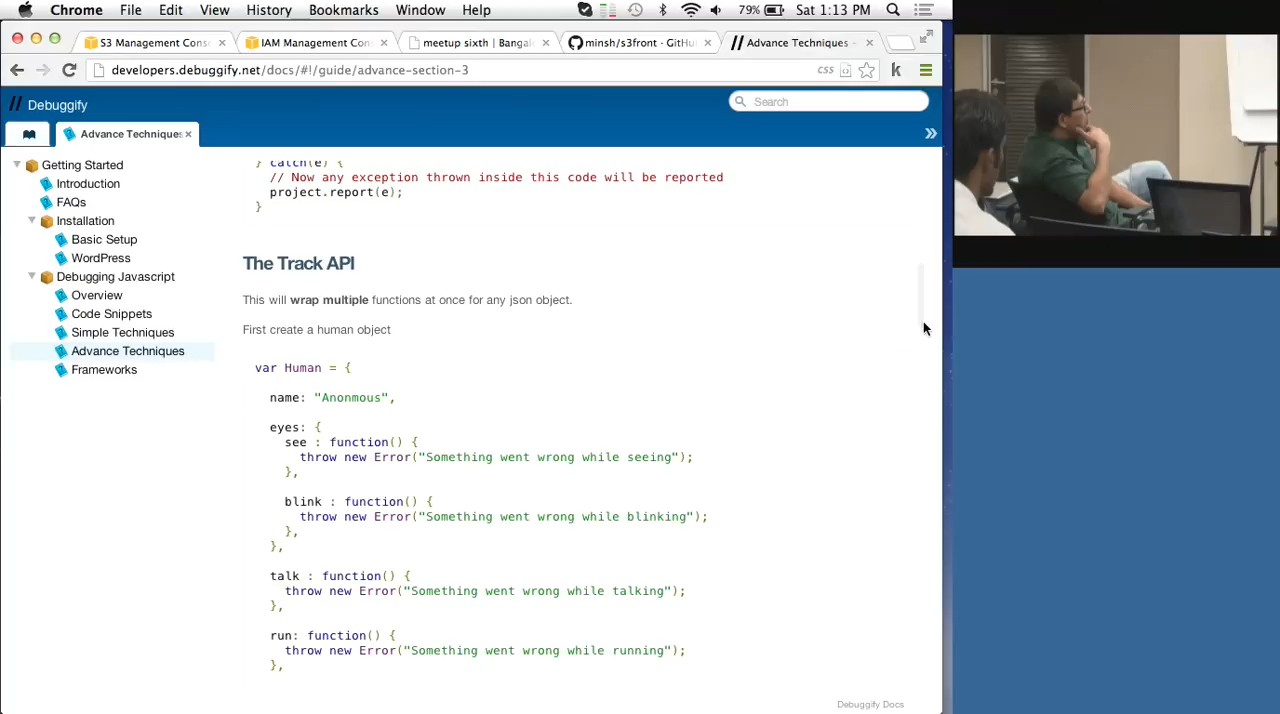 Chrome File Edit View History Bookmarks Window Help 79% Sat 1:13 PM
S3 Management Cons
IAM Management Con
meetup sixth | Bangal
minsh/s3front · GitHu
// Advance Techniques -
developers.debuggify.net/docs/#!/guide/advance-section-3
CSS
k
// Debuggify
Search
Advance Techniques
Getting Started
Introduction
FAQs
Installation
Basic Setup
WordPress
Debugging Javascript
Overview
Code Snippets
Simple Techniques
Advance Techniques
Frameworks
} catch(e) {
// Now any exception thrown inside this code will be reported
project.report(e);
}
The Track API
This will wrap multiple functions at once for any json object.
First create a human object
var Human = {
name: "Anonmous",
eyes: {
see : function() {
throw new Error("Something went wrong while seeing");
},
blink : function() {
throw new Error("Something went wrong while blinking");
},
},
talk : function() {
throw new Error("Something went wrong while talking");
},
run: function() {
throw new Error("Something went wrong while running");
},
Debuggify Docs